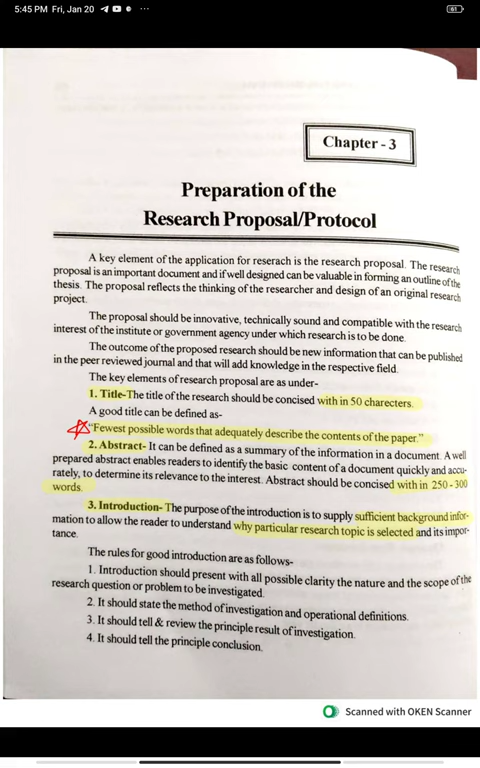 5:45 PM Fri, Jan 20
61
Chapter - 3
Preparation of the
Research Proposal/Protocol
A key element of the application for reserach is the research proposal. The research
proposal is an important document and if well designed can be valuable in forming an outline of the
thesis. The proposal reflects the thinking of the researcher and design of an original research
project.
The proposal should be innovative, technically sound and compatible with the research
interest of the institute or government agency under which research is to be done.
The outcome of the proposed research should be new information that can be published
in the peer reviewed journal and that will add knowledge in the respective field.
The key elements of research proposal are as under-
1. Title-The title of the research should be concised with in 50 charecters.
A good title can be defined as-
"Fewest possible words that adequately describe the contents of the paper."
2. Abstract- It can be defined as a summary of the information in a document. A well
prepared abstract enables readers to identify the basic content of a document quickly and accu-
rately, to determine its relevance to the interest. Abstract should be concised with in 250 - 300
words.
3. Introduction- The purpose of the introduction is to supply sufficient background infor-
mation to allow the reader to understand why particular research topic is selected and its impor-
tance.
The rules for good introduction are as follows-
1. Introduction should present with all possible clarity the nature and the scope of the
research question or problem to be investigated.
2. It should state the method of investigation and operational definitions.
3. It should tell & review the principle result of investigation.
4. It should tell the principle conclusion.
Scanned with OKEN Scanner